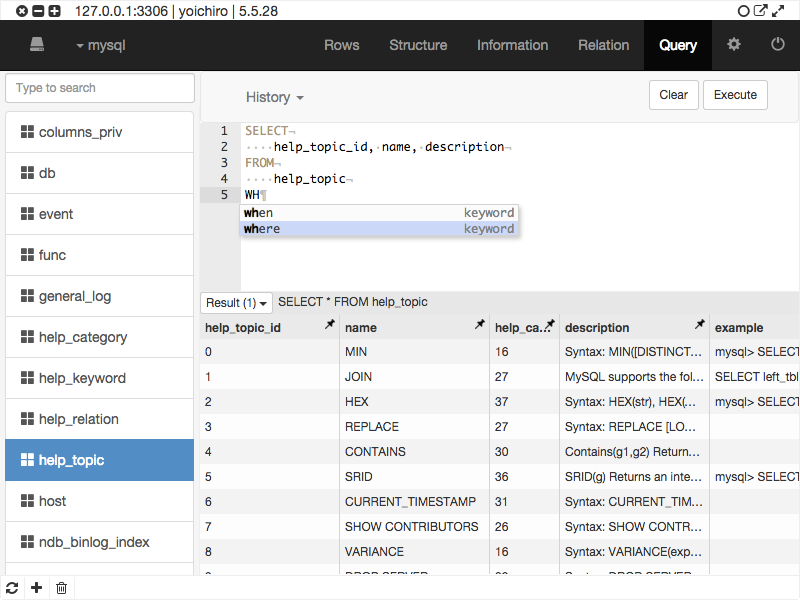 127.0.0.1:3306 | yoichiro | 5.5.28
mysql Rows Structure Information Relation Query
Type to search
columns_priv
db
event
func
general_log
help_category
help_keyword
help_relation
help_topic
host
ndb_binlog_index
History Clear Execute
1 SELECT¬
2 ····help_topic_id,·name,·description¬
3 FROM¬
4 ····help_topic¬
5 WH¶
when keyword
where keyword
Result (1) SELECT * FROM help_topic
help_topic_id name help_ca... description example
0 MIN 16 Syntax: MIN([DISTINCT... mysql> SELECT
1 JOIN 27 MySQL supports the fol... SELECT left_tbl
2 HEX 37 Syntax: HEX(str), HEX(... mysql> SELECT
3 REPLACE 27 Syntax: REPLACE [LO...
4 CONTAINS 30 Contains(g1,g2) Return...
5 SRID 36 SRID(g) Returns an inte... mysql> SELECT
6 CURRENT_TIMESTAMP 31 Syntax: CURRENT_TIM...
7 SHOW CONTRIBUTORS 26 Syntax: SHOW CONTR...
8 VARIANCE 16 Syntax: VARIANCE(exp...